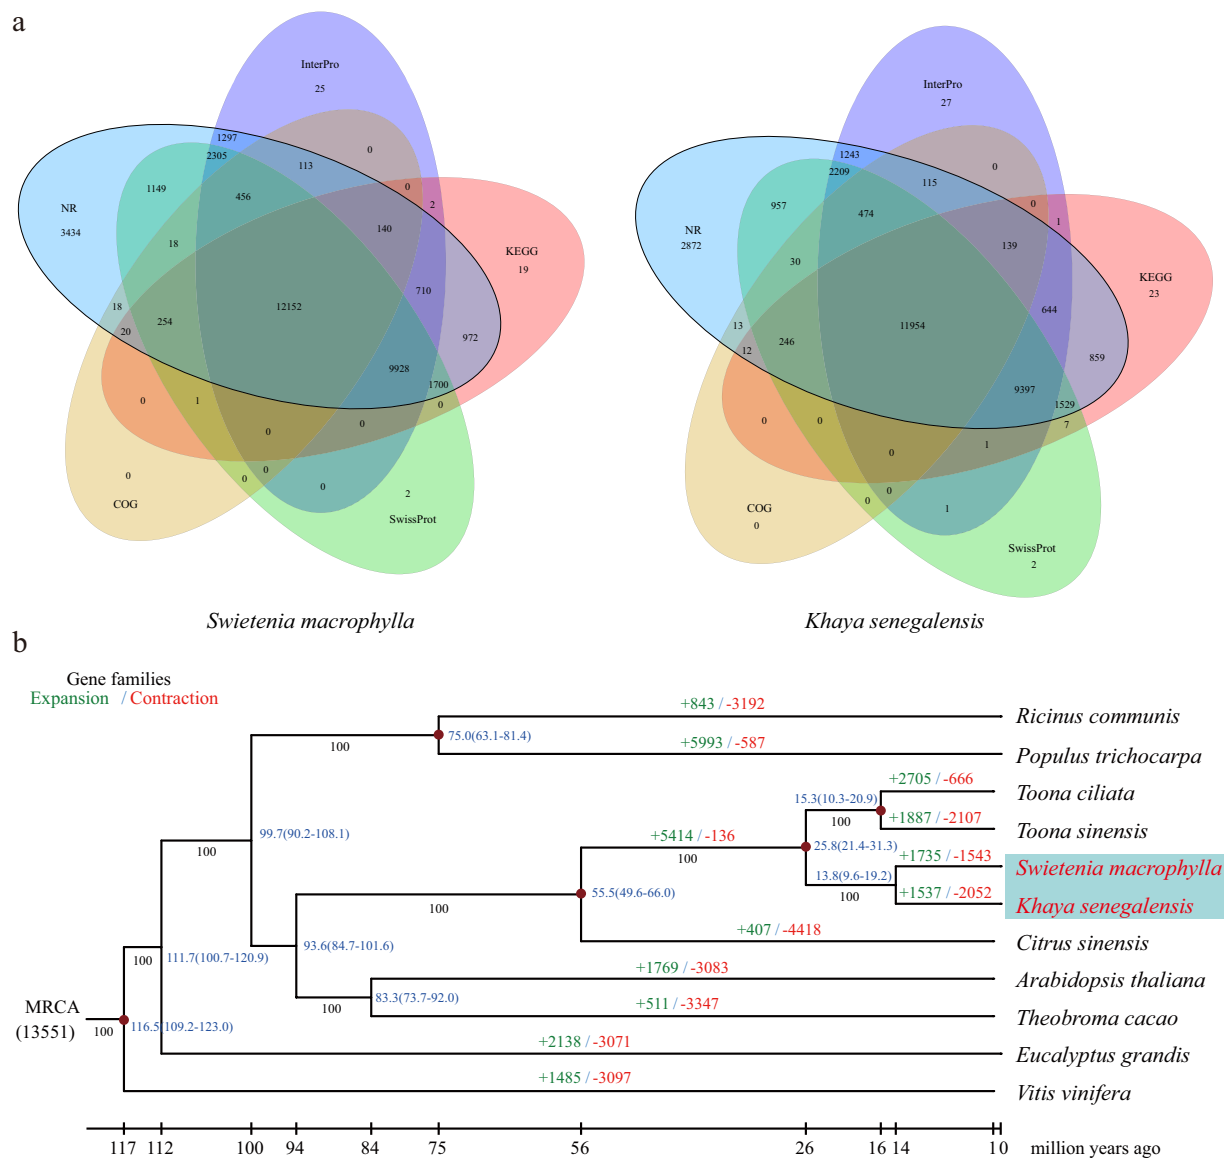 a
InterPro
25
1297
2305
113
0
1149
456
0
2
NR
3434
18
140
KEGG
19
710
18
20
254
12152
972
9928
1700
0
0
1
0
0
0
0
0
0
2
COG
SwissProt
Swietenia macrophylla
InterPro
27
1243
2209
115
0
957
474
0
1
NR
2872
30
139
KEGG
23
644
13
12
246
11954
859
9397
1529
7
0
0
0
1
0
0
1
COG
0
SwissProt
2
Khaya senegalensis
b
Gene families
Expansion / Contraction
+843 / -3192
Ricinus communis
75.0(63.1-81.4)
100
+5993 / -587
Populus trichocarpa
+2705 / -666
Toona ciliata
15.3(10.3-20.9)
100
+1887 / -2107
Toona sinensis
99.7(90.2-108.1)
100
+5414 / -136
100
25.8(21.4-31.3)
+1735 / -1543
Swietenia macrophylla
13.8(9.6-19.2)
100
+1537 / -2052
Khaya senegalensis
55.5(49.6-66.0)
100
+407 / -4418
Citrus sinensis
93.6(84.7-101.6)
111.7(100.7-120.9)
100
+1769 / -3083
Arabidopsis thaliana
83.3(73.7-92.0)
100
+511 / -3347
Theobroma cacao
MRCA
(13551)
100
116.5(109.2-123.0)
+2138 / -3071
Eucalyptus grandis
+1485 / -3097
Vitis vinifera
117 112 100 94 84 75 56 26 16 14 10 million years ago